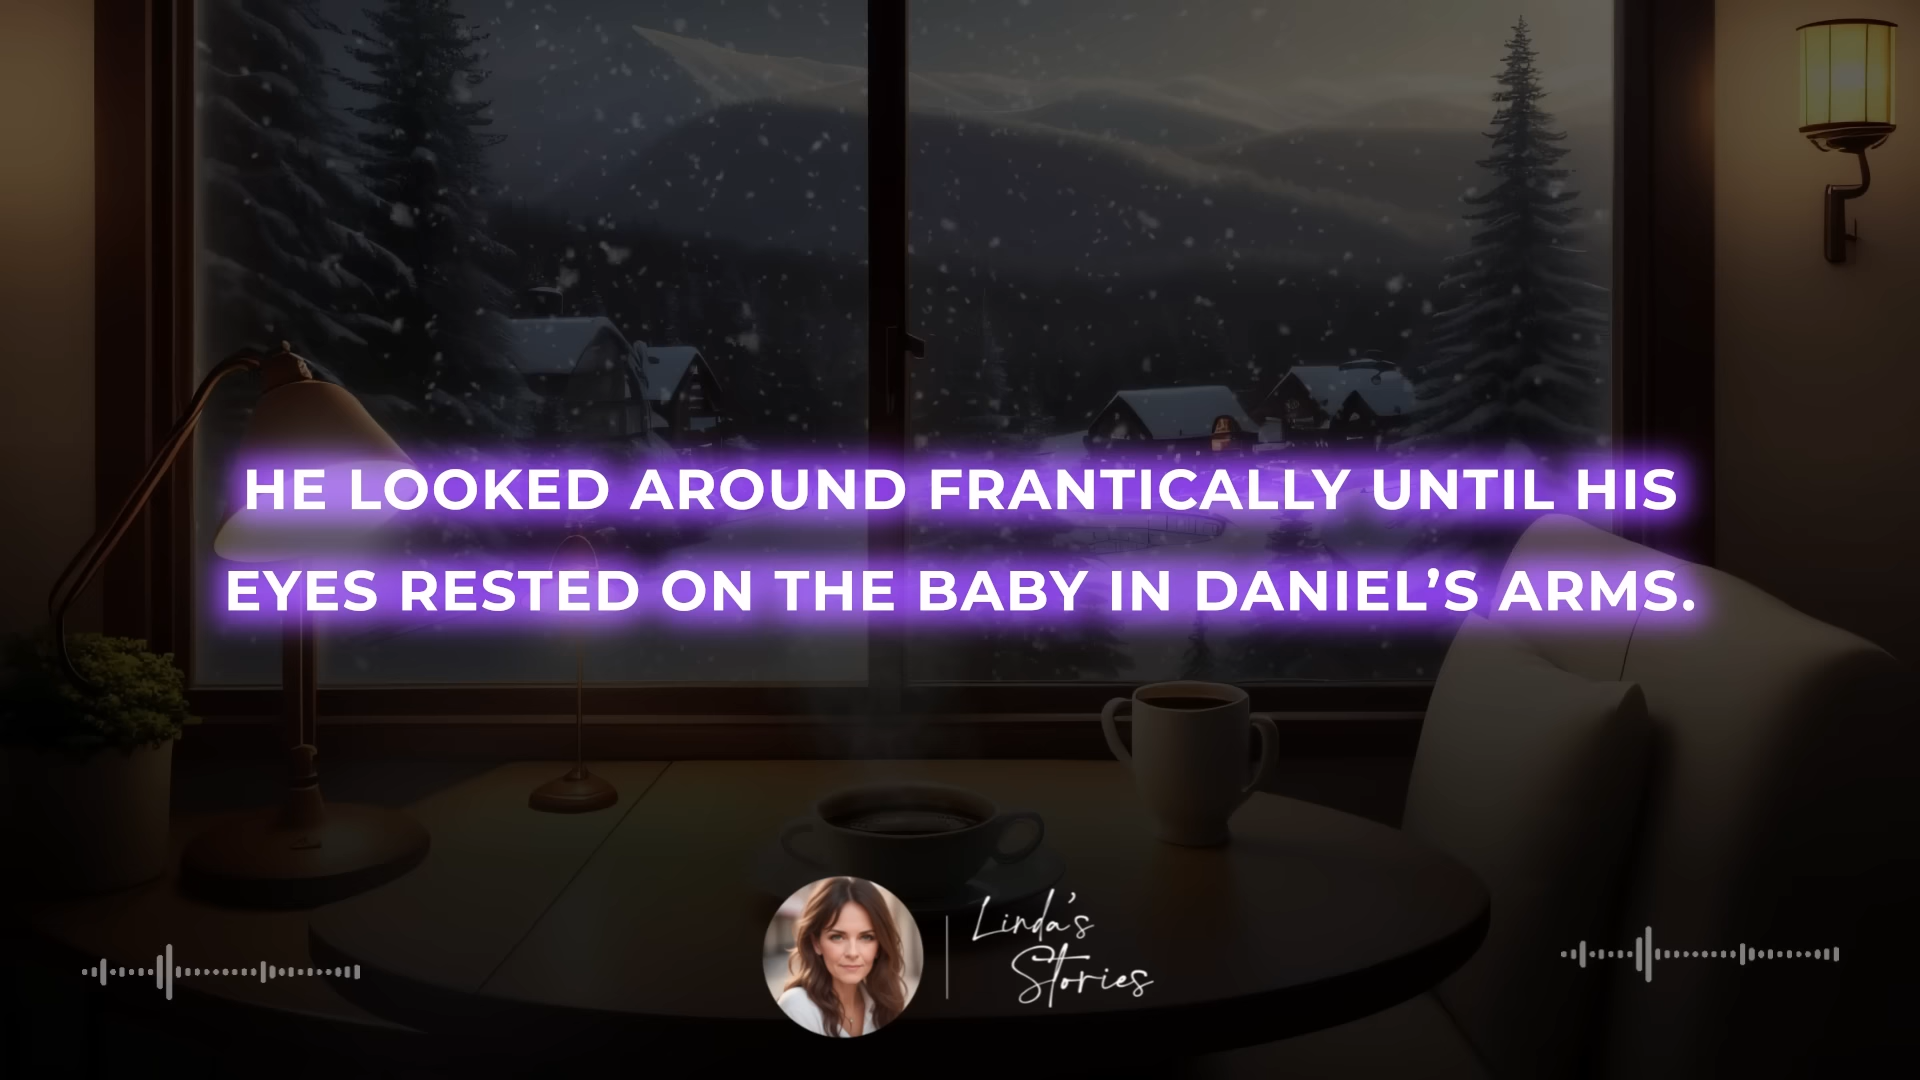 HE LOOKED AROUND FRANTICALLY UNTIL HIS
EYES RESTED ON THE BABY IN DANIEL’S ARMS.
Linda’s
Stories